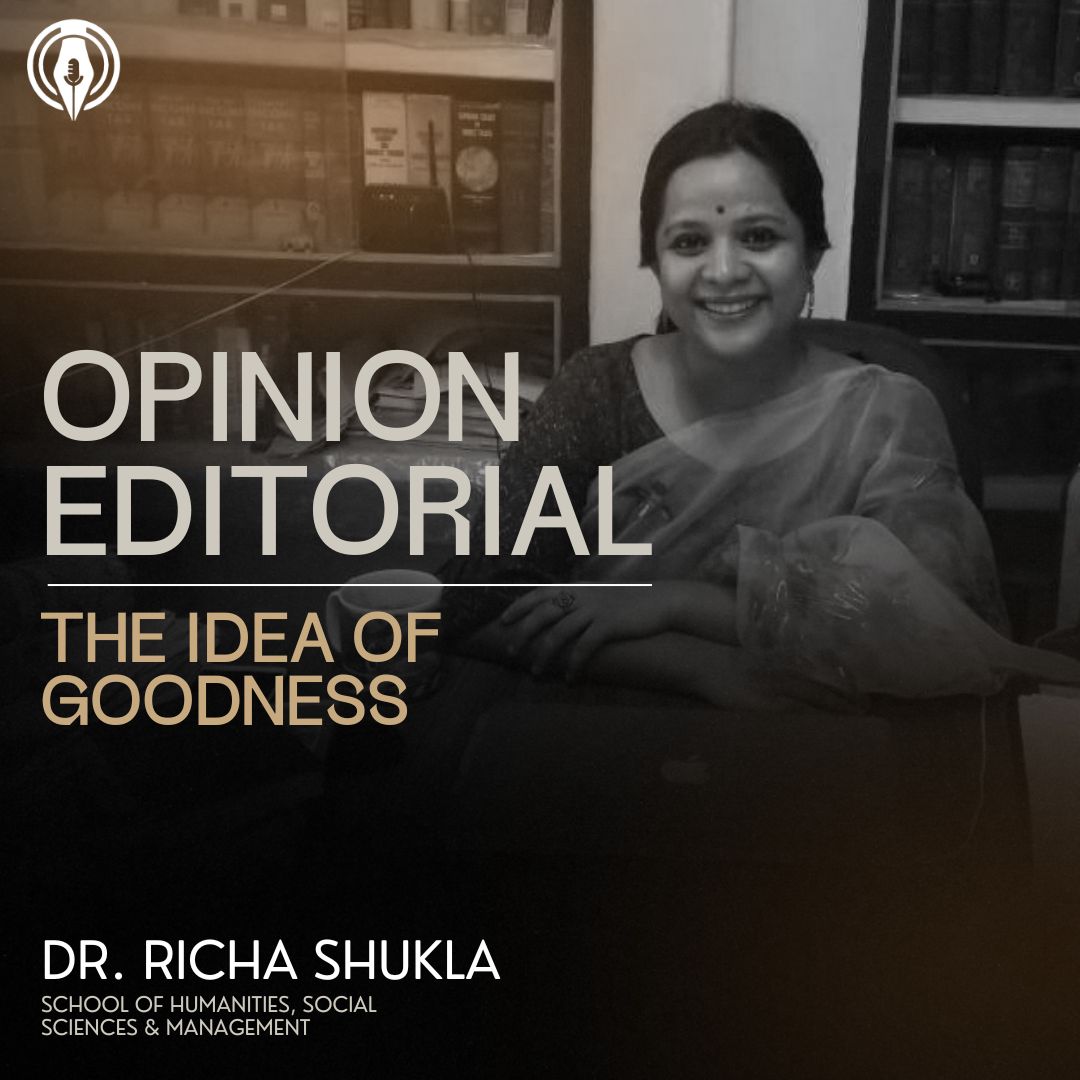 OPINION
EDITORIAL
THE IDEA OF
GOODNESS
DR. RICHA SHUKLA
SCHOOL OF HUMANITIES, SOCIAL
SCIENCES & MANAGEMENT